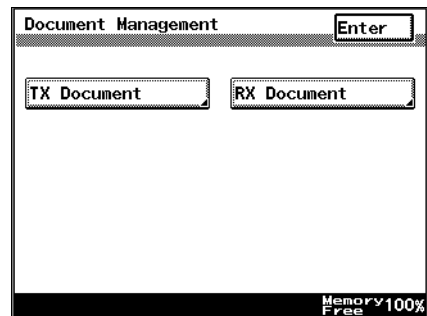 Document Management
Enter
TX Document
RX Document
Memory
Free 100%